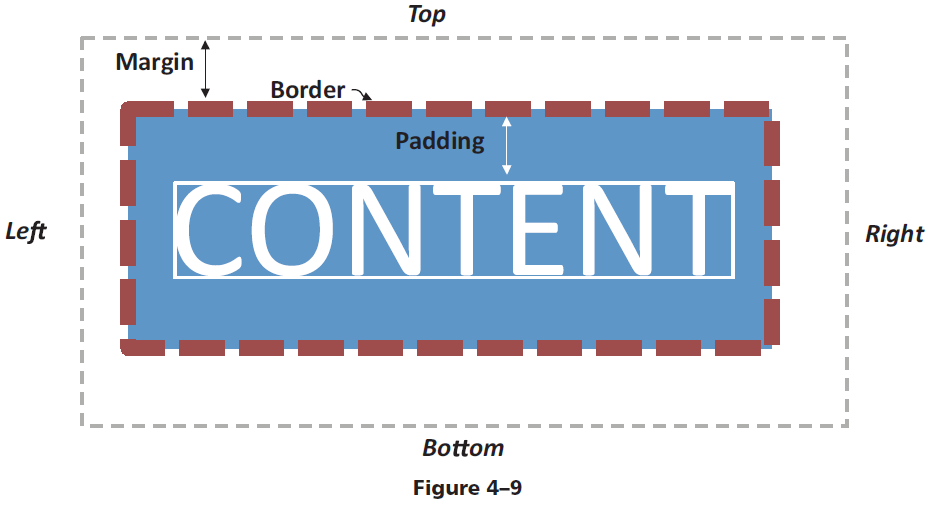 Top
Margin
Border
Padding
CONTENT
Left
Right
Bottom
Figure 4–9